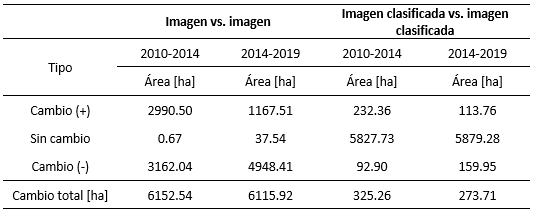 Imagen vs. imagen Imagen clasificada vs. imagen clasificada
Tipo 2010-2014 2014-2019 2010-2014 2014-2019
Área [ha] Área [ha] Área [ha] Área [ha]
Cambio (+) 2990.50 1167.51 232.36 113.76
Sin cambio 0.67 37.54 5827.73 5879.28
Cambio (-) 3162.04 4948.41 92.90 159.95
Cambio total [ha] 6152.54 6115.92 325.26 273.71